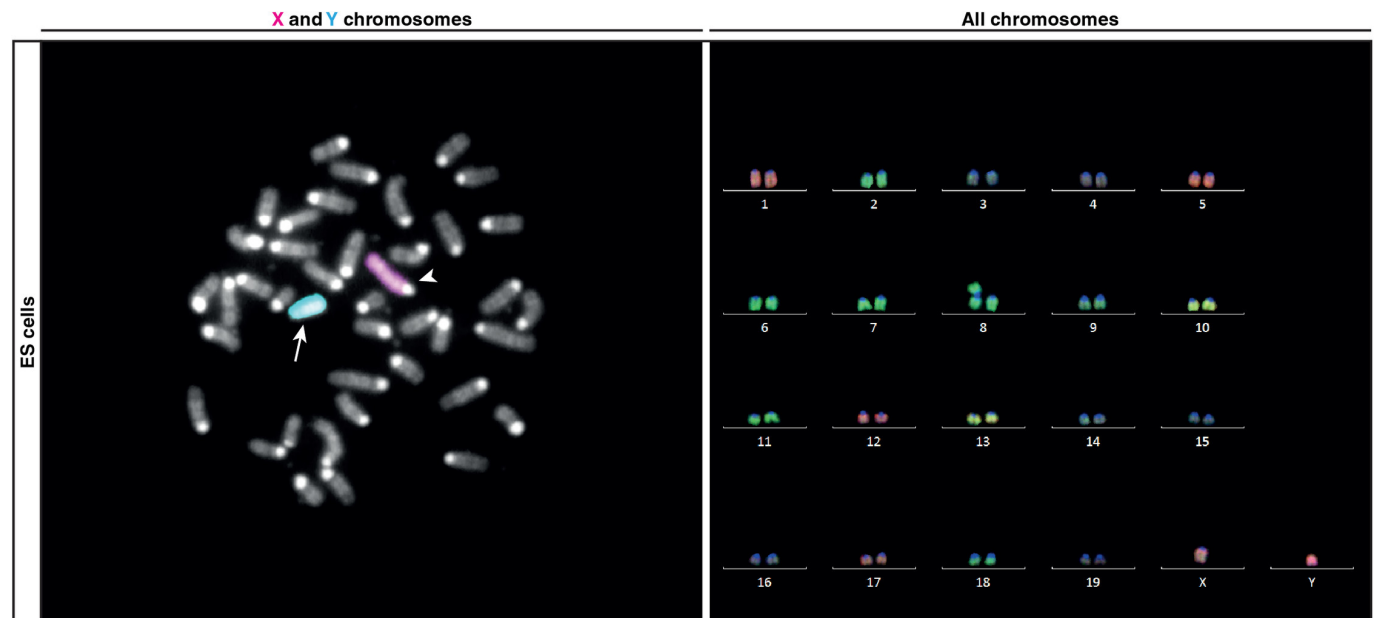 X and Y chromosomes
All chromosomes
ES cells
1 2 3 4 5
6 7 8 9 10
11 12 13 14 15
16 17 18 19 X Y